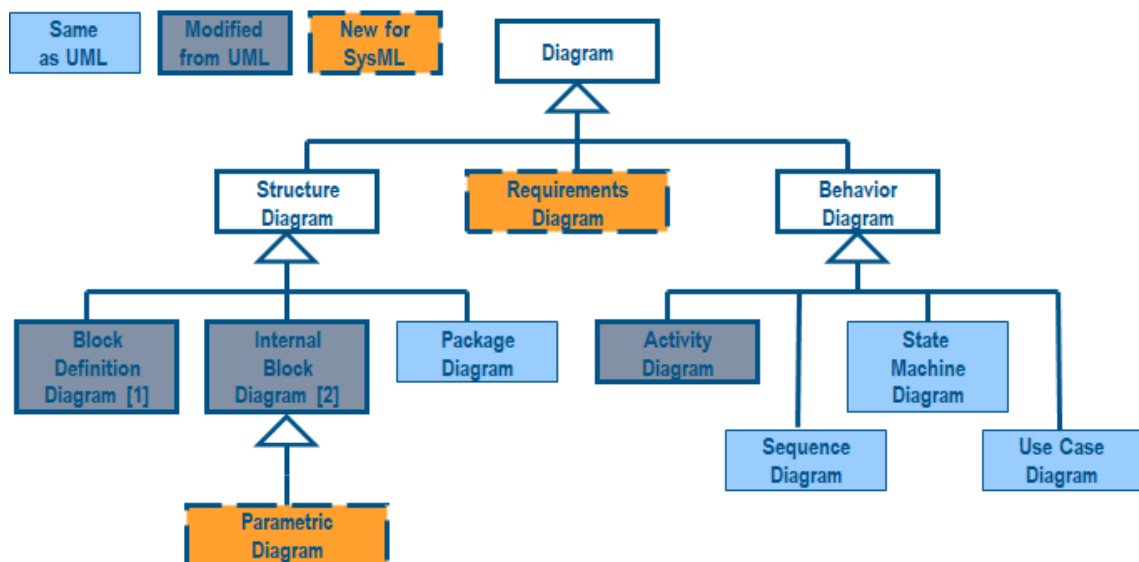 Same
as UML
Modified
from UML
New for
SysML
Diagram
Structure
Diagram
Requirements
Diagram
Behavior
Diagram
Block
Definition
Diagram [1]
Internal
Block
Diagram [2]
Package
Diagram
Activity
Diagram
State
Machine
Diagram
Sequence
Diagram
Use Case
Diagram
Parametric
Diagram